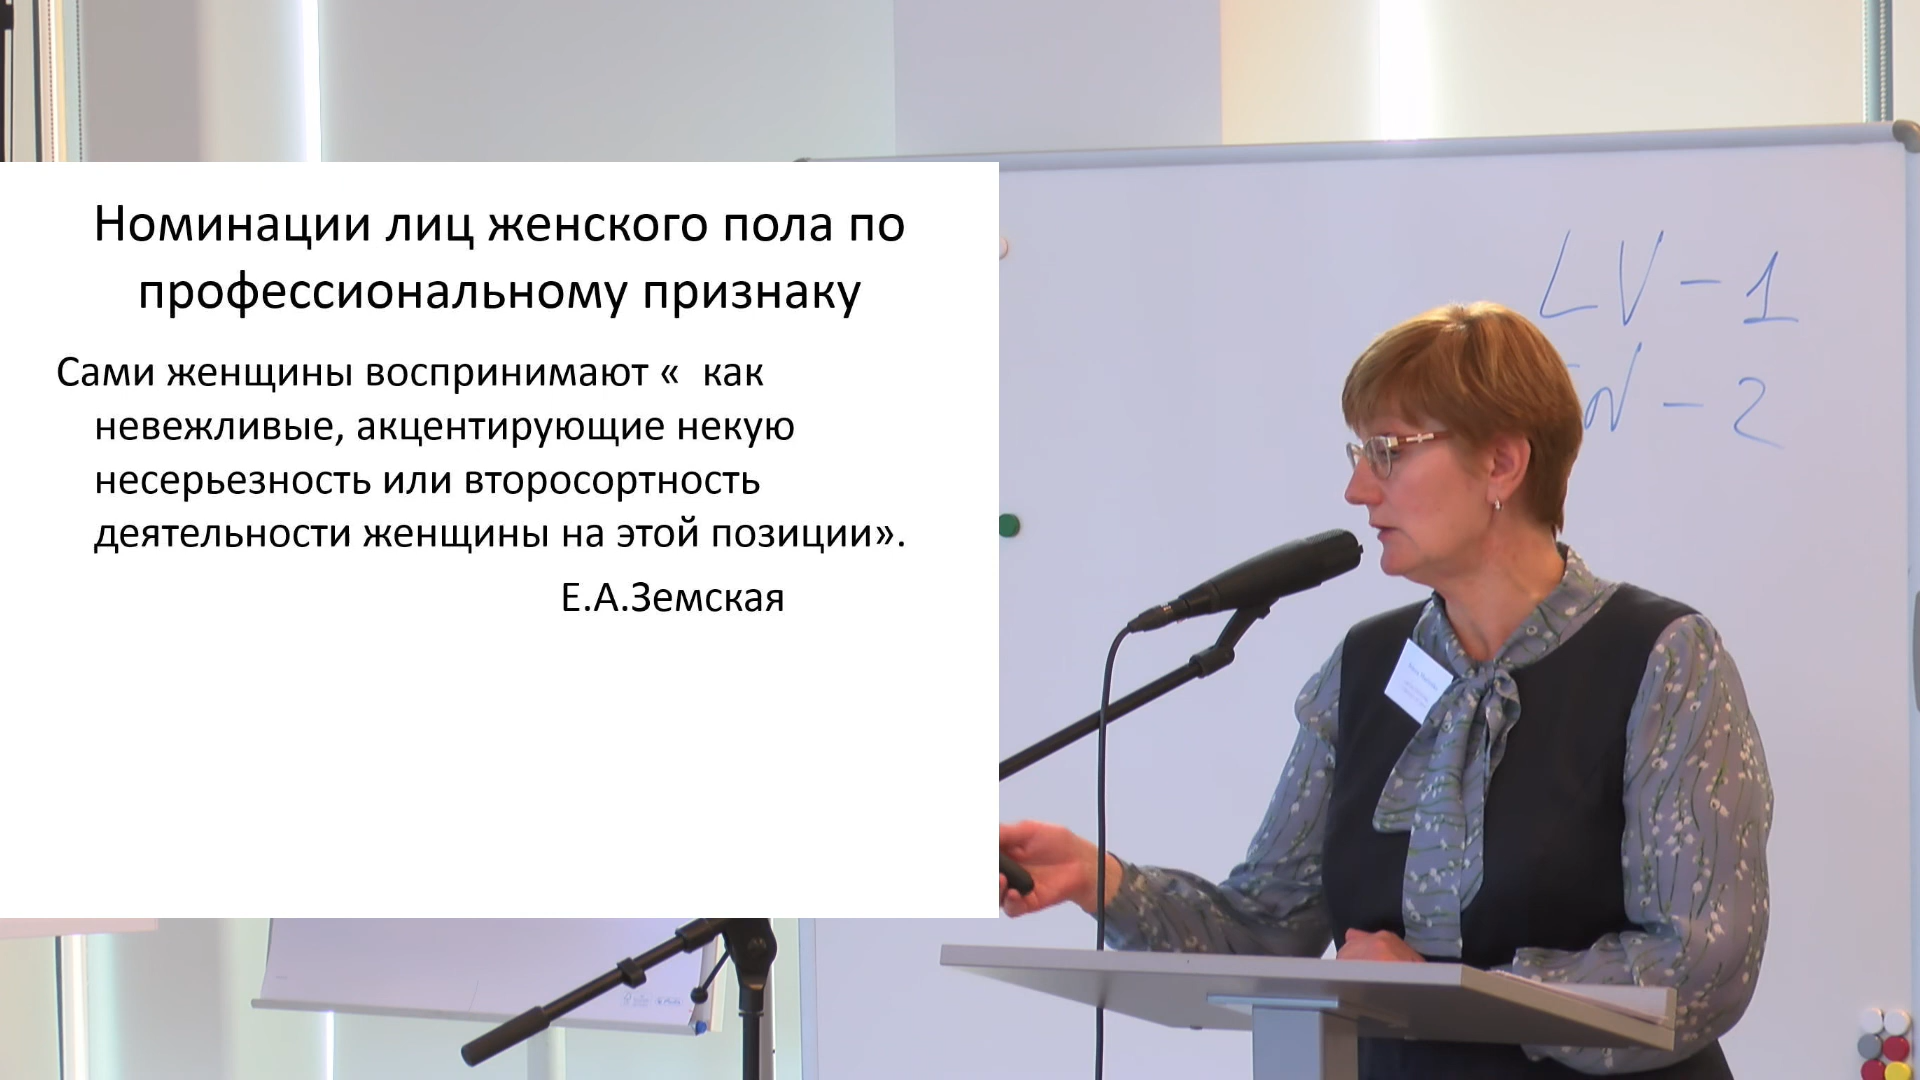 Номинации лиц женского пола по
профессиональному признаку
Сами женщины воспринимают «  как
невежливые, акцентирующие некую
несерьезность или второсортность
деятельности женщины на этой позиции».
Е.А.Земская
LV - 1
- 2